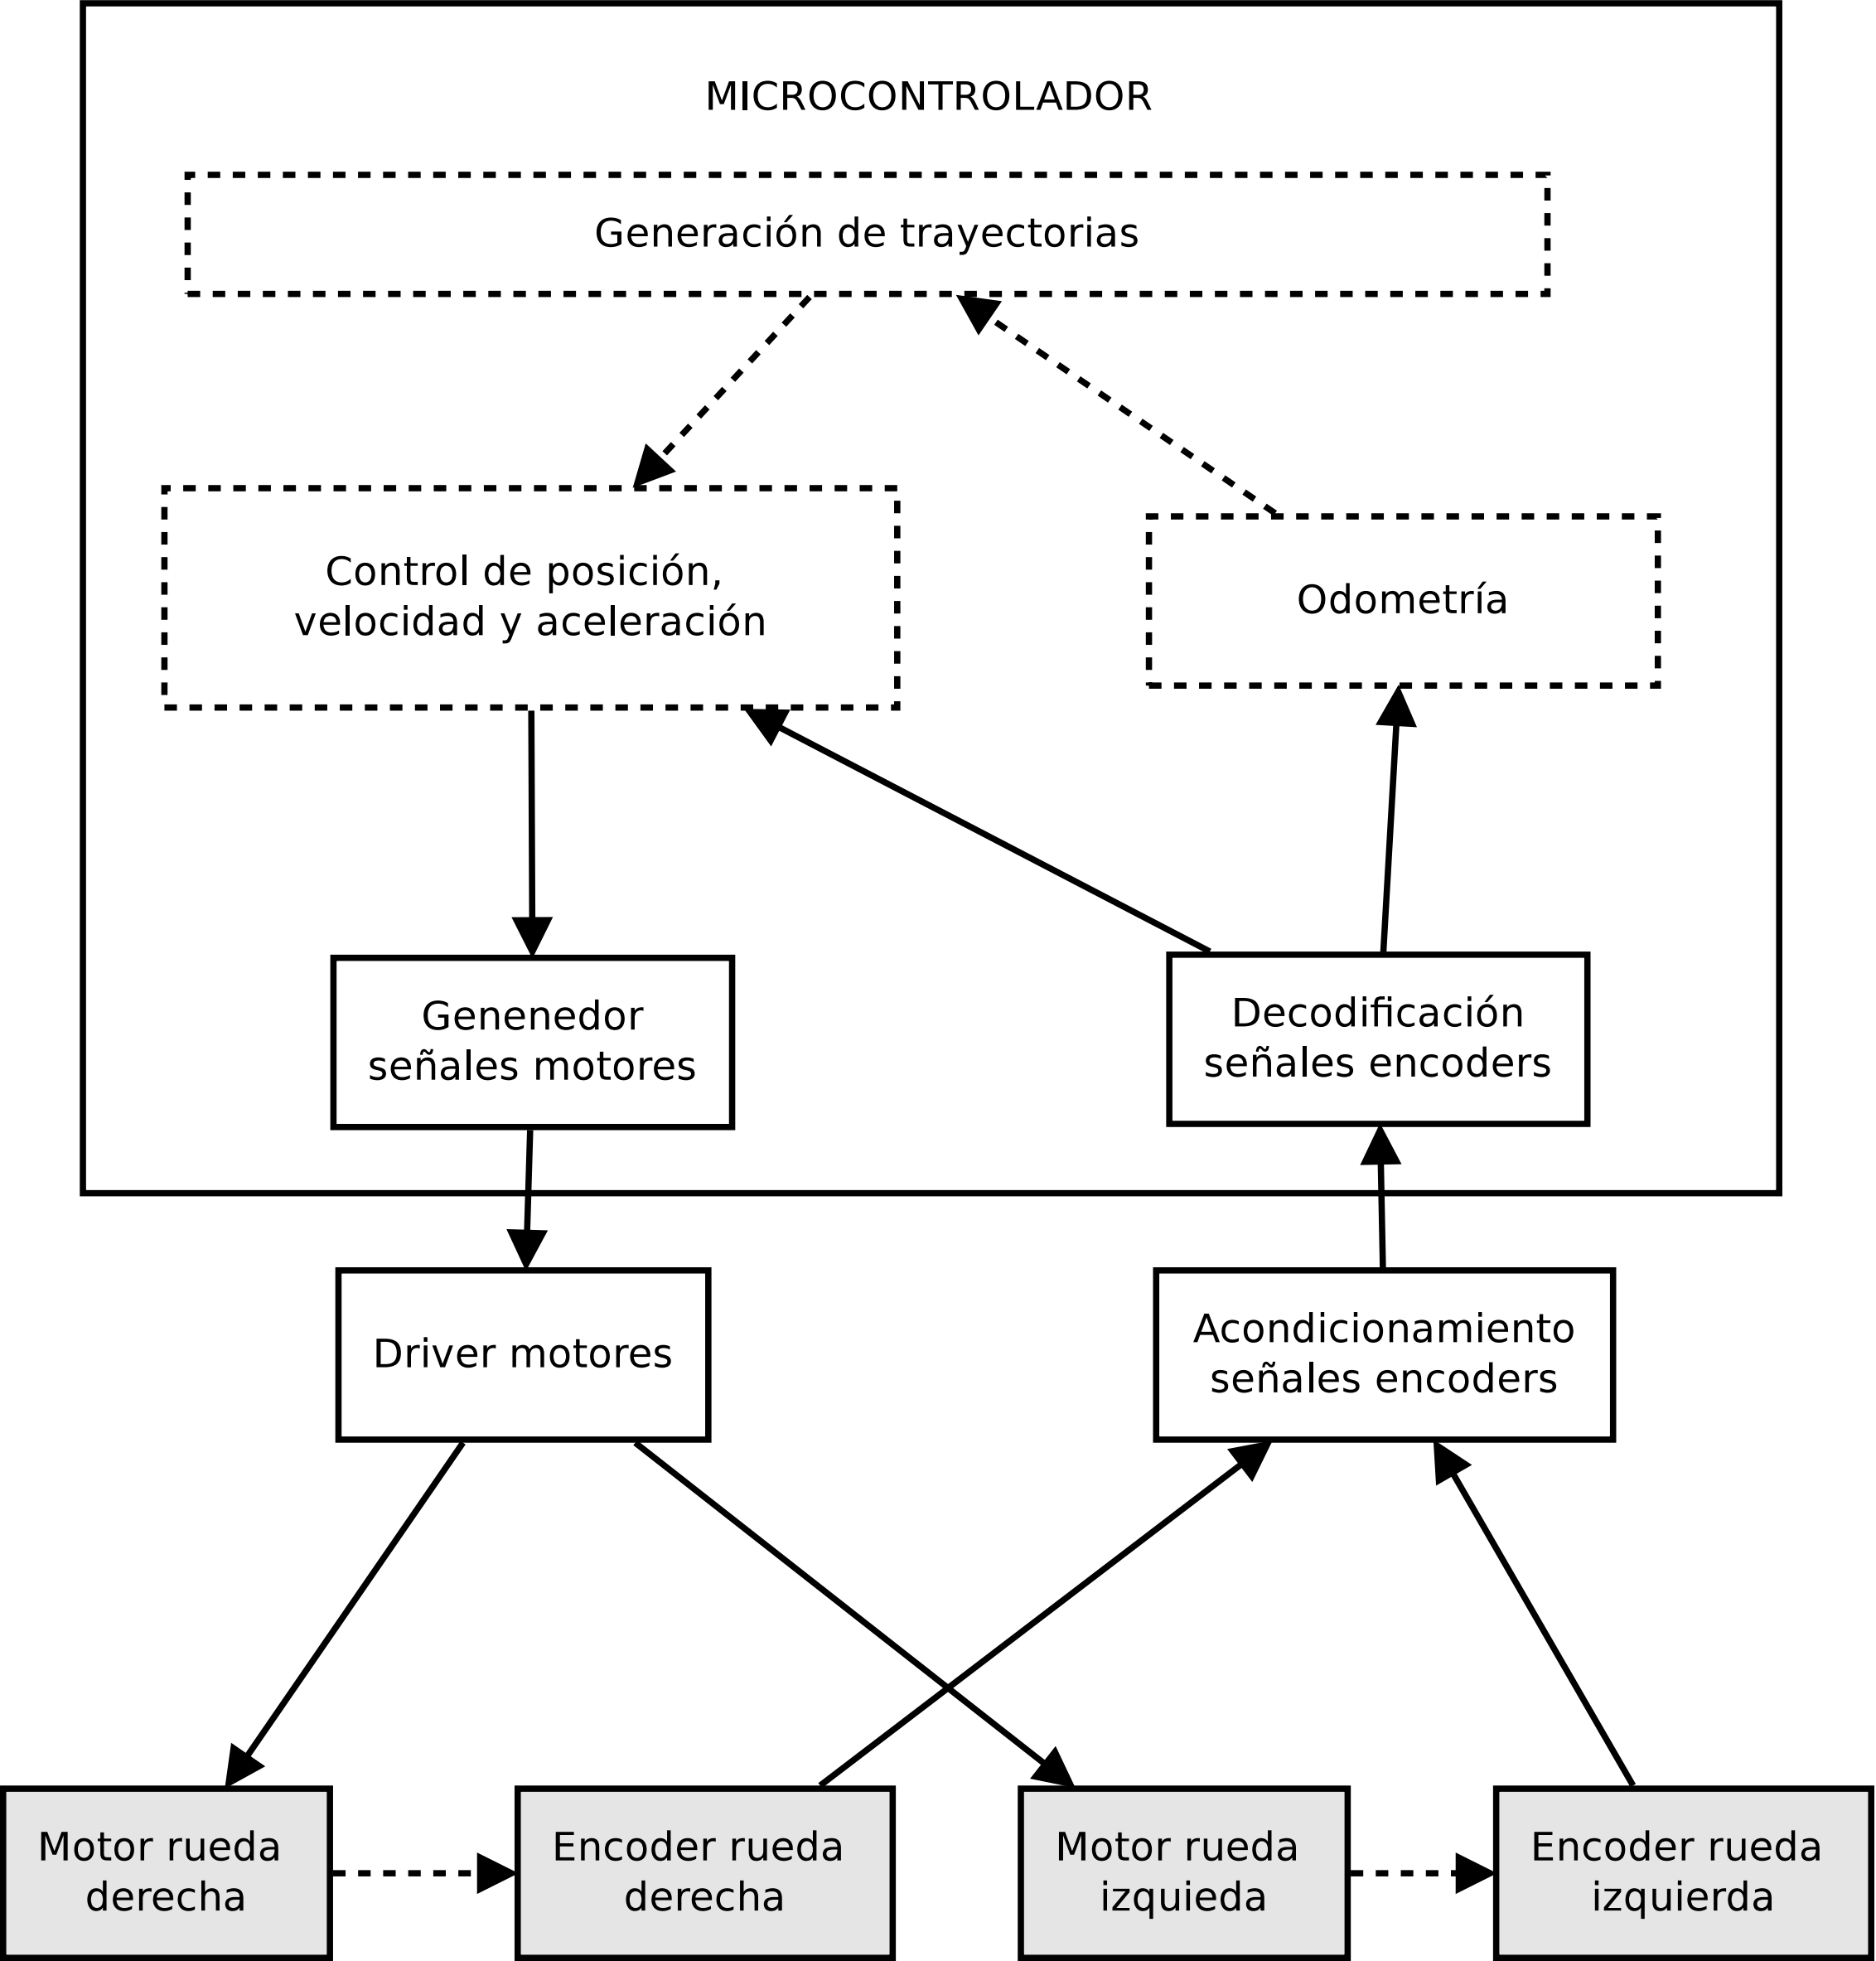 MICROCONTROLADOR
Generación de trayectorias
Control de posición,
velocidad y aceleración
Odometría
Genenedor
señales motores
Decodificación
señales encoders
Driver motores
Acondicionamiento
señales encoders
Motor rueda
derecha
Encoder rueda
derecha
Motor rueda
izquieda
Encoder rueda
izquierda